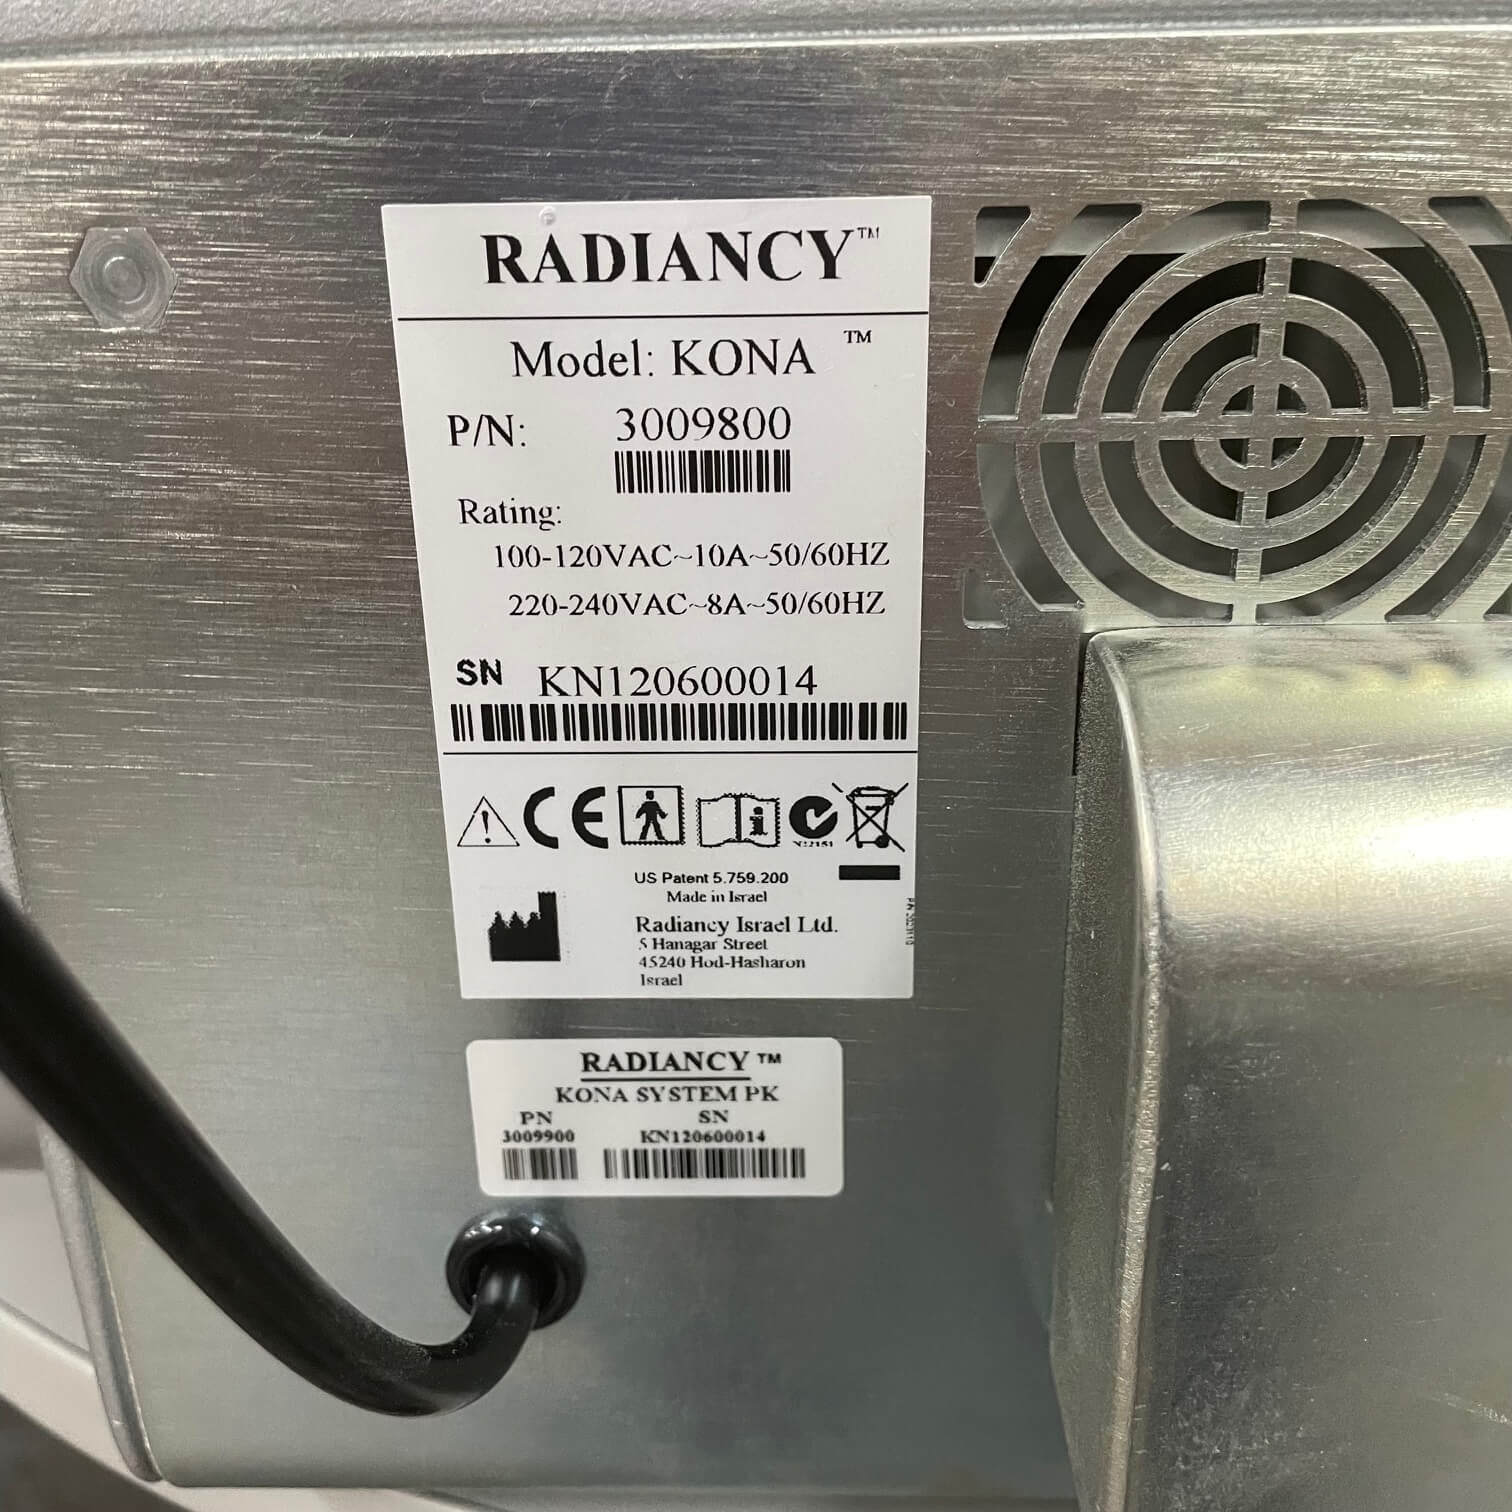 RADIANCY™
Model: KONA ™
P/N: 3009800
Rating:
100-120VAC~10A~50/60HZ
220-240VAC~8A~50/60HZ
SN KN120600014
CE
US Patent 5.759.200
Made in Israel
Radiancy Israel Ltd.
5 Hanagar Street
45240 Hod-Hasharon
Israel
RADIANCY ™
KONA SYSTEM PK
PN SN
3009900 KN120600014